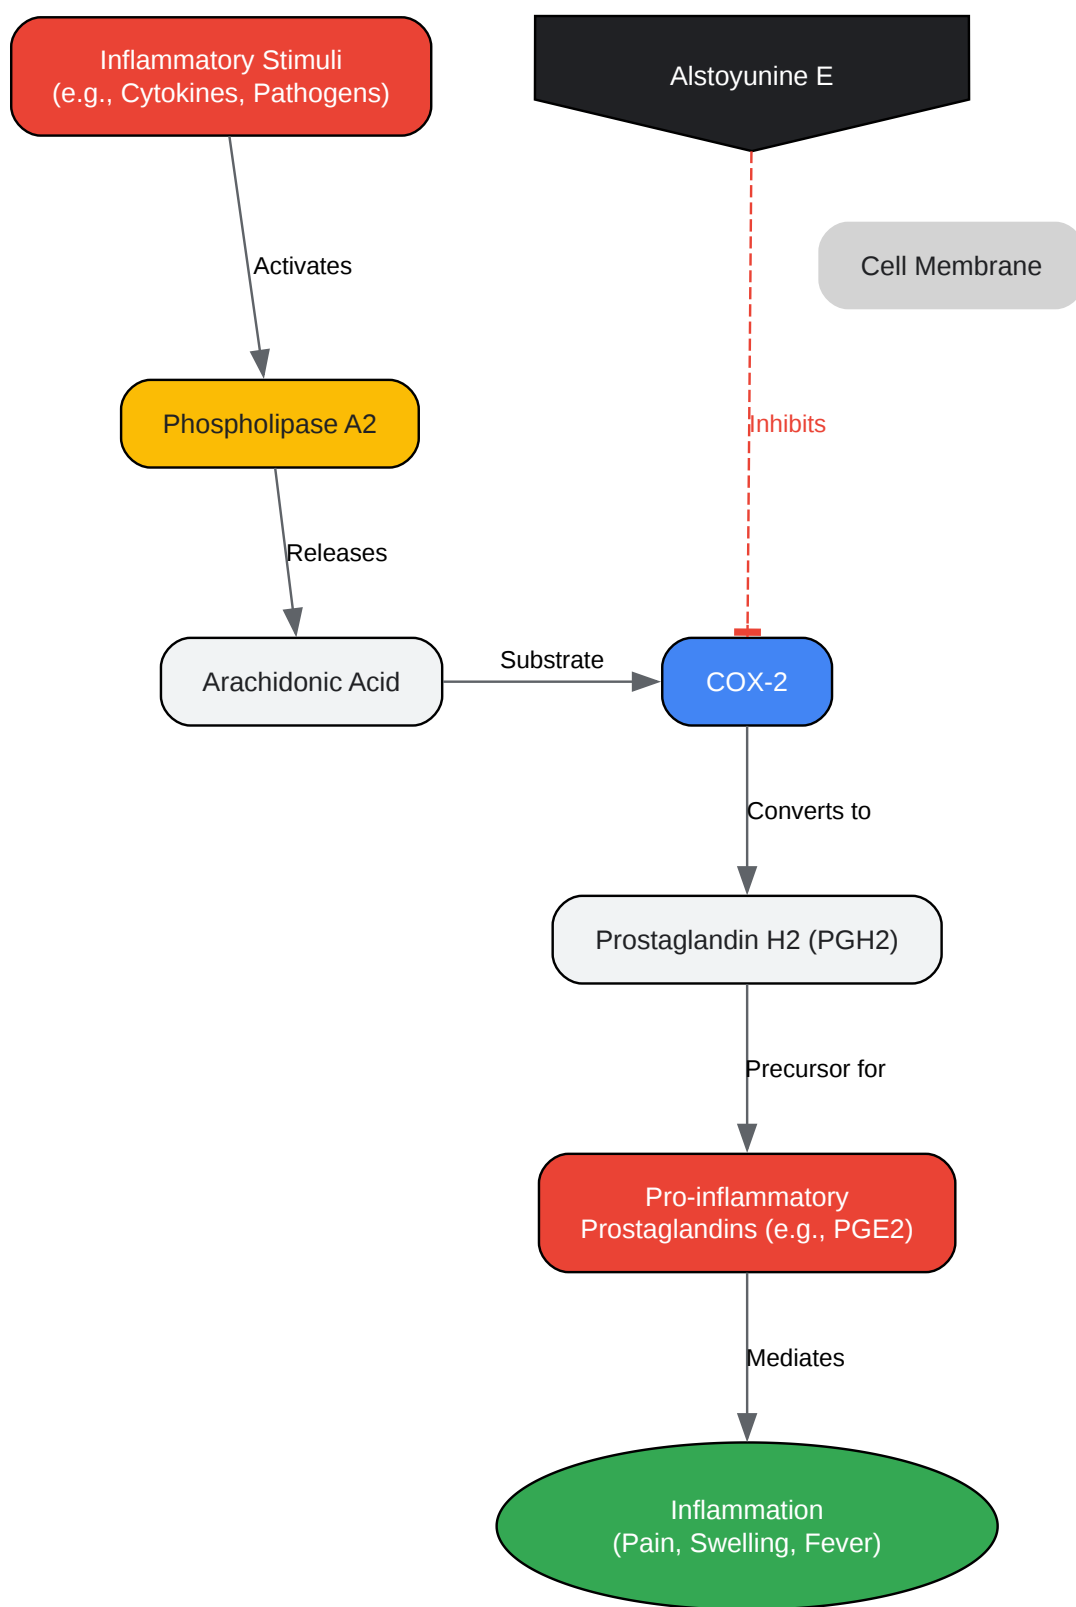 Inflammatory Stimuli
(e.g., Cytokines, Pathogens)
Alstoyunine E
Activates
Cell Membrane
Phospholipase A2
Inhibits
Releases
Arachidonic Acid
Substrate
COX-2
Converts to
Prostaglandin H2 (PGH2)
Precursor for
Pro-inflammatory
Prostaglandins (e.g., PGE2)
Mediates
Inflammation
(Pain, Swelling, Fever)